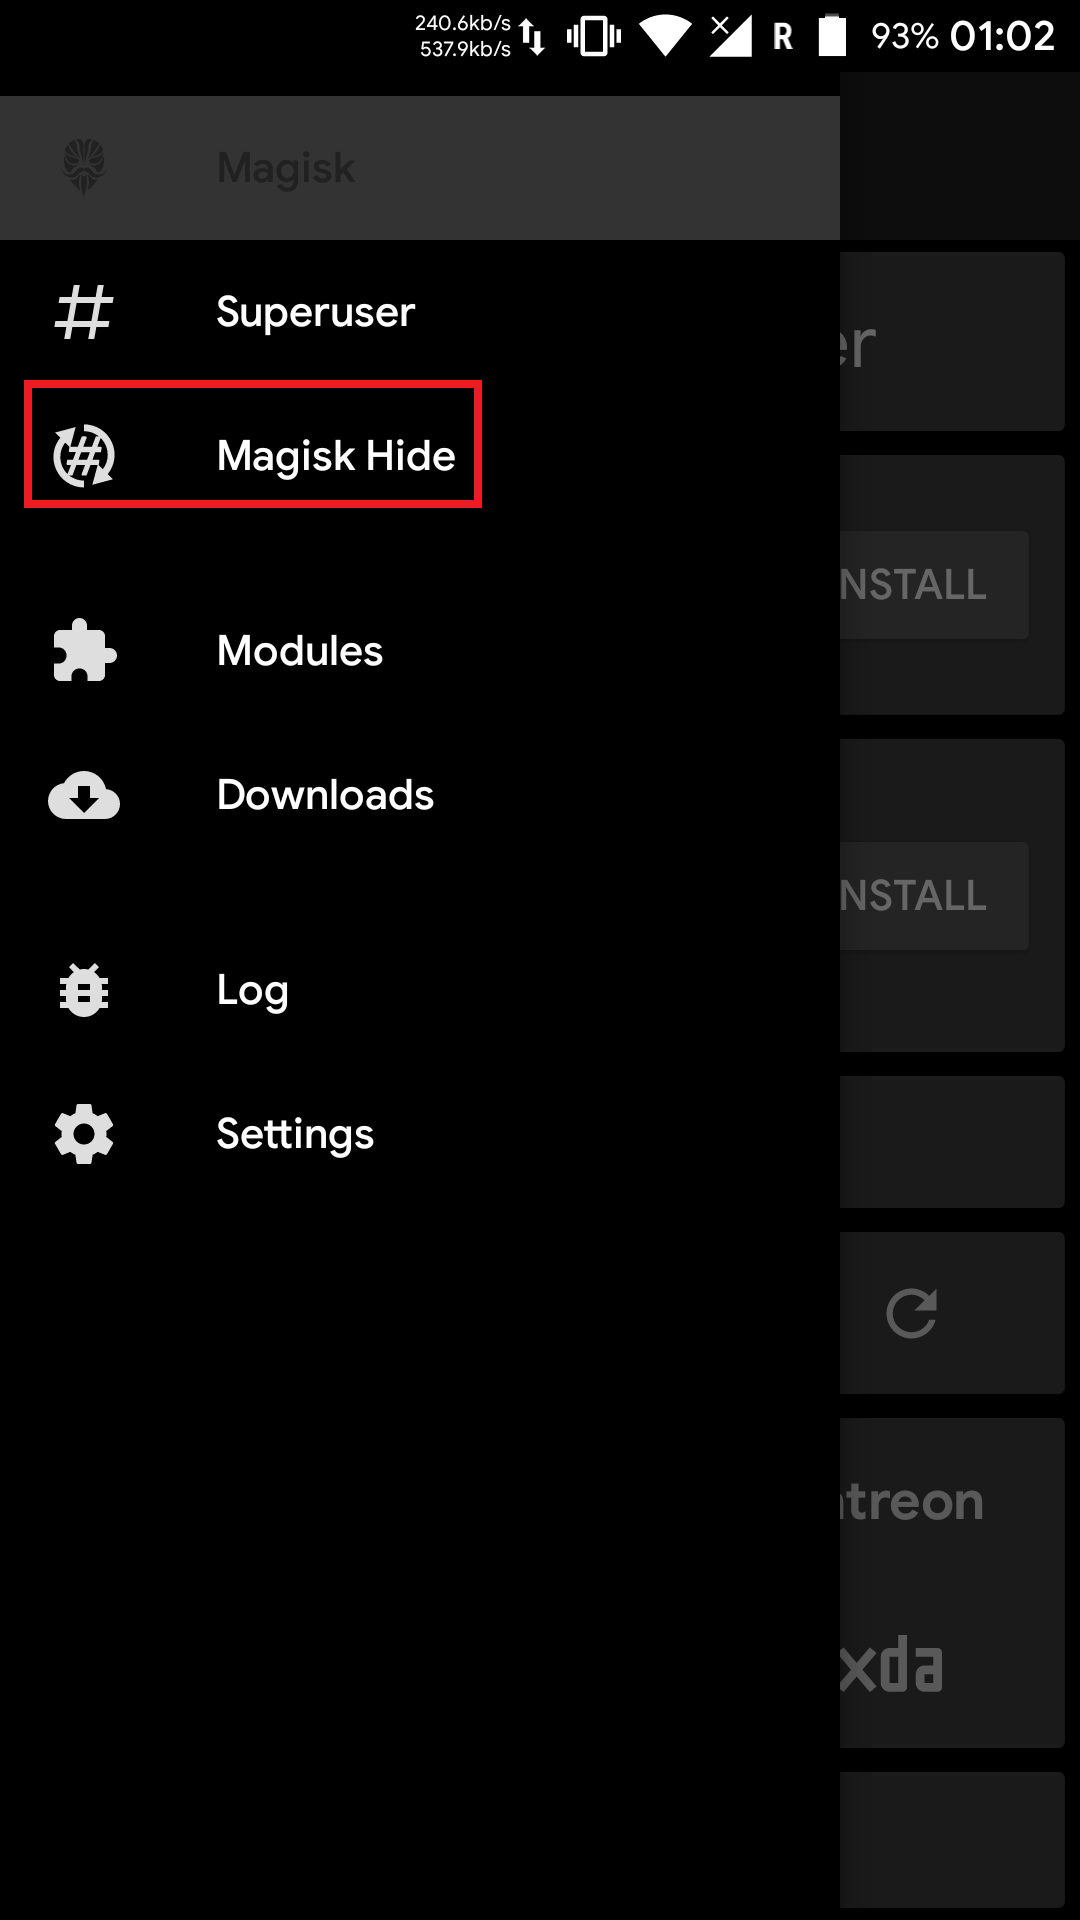 240.6kb/s
537.9kb/s
R
93% 01:02
Magisk
Superuser
Magisk Hide
Modules
Downloads
Log
Settings
er
NSTALL
NSTALL
treon
xda